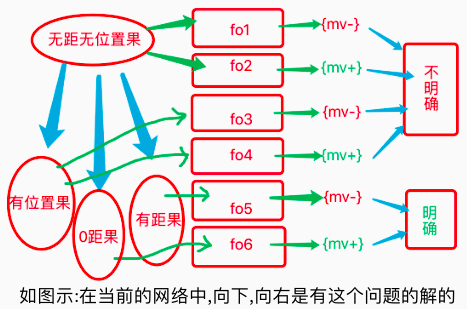 无距无位置果
fo1
{mv-}
fo2
{mv+}
不明确
fo3
{mv-}
fo4
{mv+}
有位置果
0距果
有距果
fo5
{mv-}
明确
fo6
{mv+}
如图示:在当前的网络中,向下,向右是有这个问题的解的